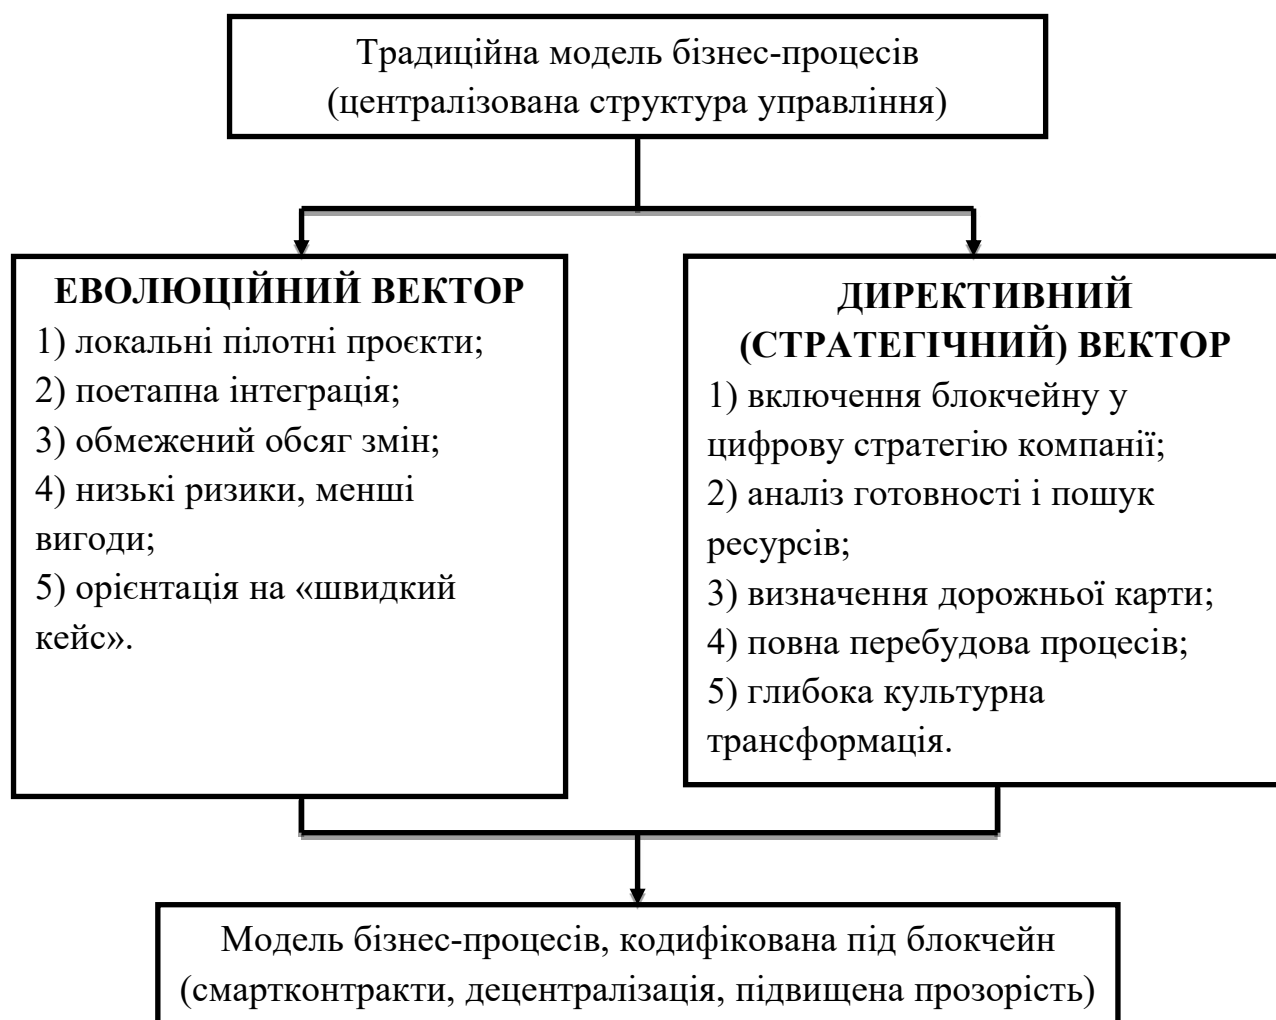 Традиційна модель бізнес-процесів
(централізована структура управління)
ЕВОЛЮЦІЙНИЙ ВЕКТОР
1) локальні пілотні проєкти;
2) поетапна інтеграція;
3) обмежений обсяг змін;
4) низькі ризики, менші
вигоди;
5) орієнтація на «швидкий
кейс».
ДИРЕКТИВНИЙ
(СТРАТЕГІЧНИЙ) ВЕКТОР
1) включення блокчейну у
цифрову стратегію компанії;
2) аналіз готовності і пошук
ресурсів;
3) визначення дорожньої карти;
4) повна перебудова процесів;
5) глибока культурна
трансформація.
Модель бізнес-процесів, кодифікована під блокчейн
(смартконтракти, децентралізація, підвищена прозорість)